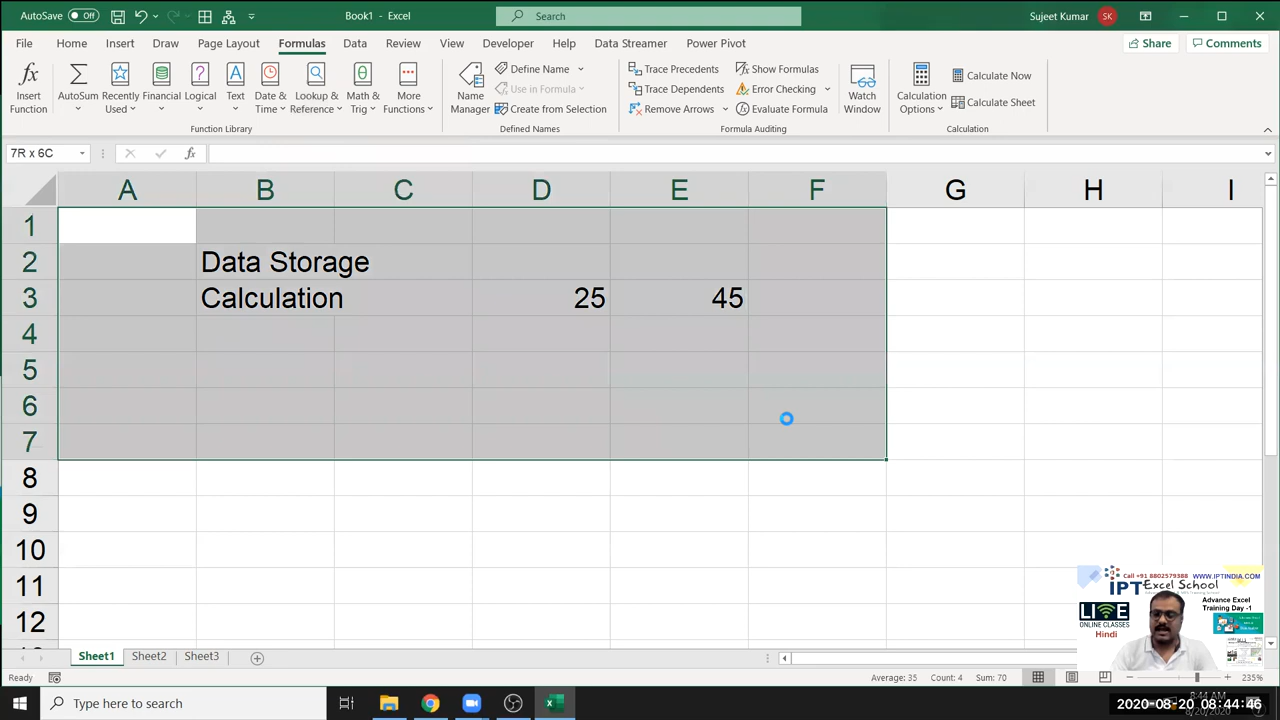 AutoSave Off Book1 - Excel Search Sujeet Kumar SK
File Home Insert Draw Page Layout Formulas Data Review View Developer Help Data Streamer Power Pivot Share Comments
Insert Function AutoSum Recently Used Financial Logical Text Date & Time Lookup & Reference Math & Trig More Functions
Function Library
Name Manager Define Name Use in Formula Create from Selection
Defined Names
Trace Precedents Trace Dependents Remove Arrows Show Formulas Error Checking Evaluate Formula
Formula Auditing
Watch Window
Calculation Options Calculate Now Calculate Sheet
Calculation
7R x 6C fx
A B C D E F G H I
1
2 Data Storage
3 Calculation 25 45
4
5
6
7
8
9
10
11
12
Call +91 8802579388 WWW.IPTINDIA.COM
IPT Excel School
LIVE
ONLINE CLASSES
Hindi
Advance Excel
Training Day -1
Sheet1 Sheet2 Sheet3
Ready Average: 35 Count: 4 Sum: 70 235%
Type here to search
2020-08-20 08:44:46